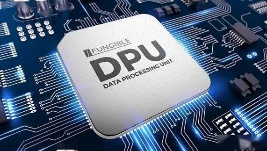 FUNGIBLE
DPU
DATA PROCESSING UNIT